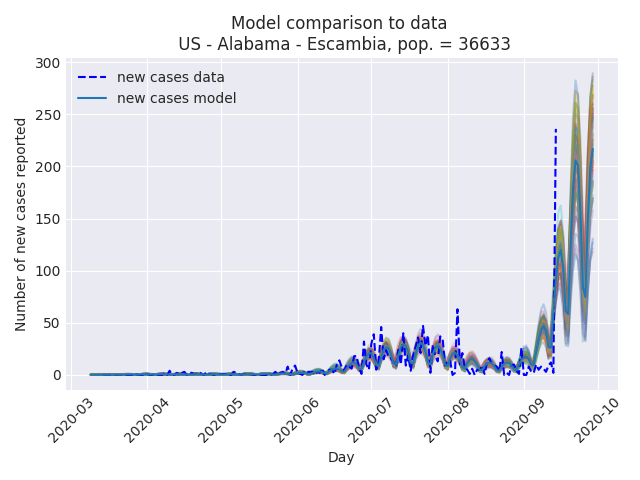 Model comparison to data
US - Alabama - Escambia, pop. = 36633
300
250
200
150
100
50
0
Number of new cases reported
new cases data
new cases model
2020-03
2020-04
2020-05
2020-06
2020-07
2020-08
2020-09
2020-10
Day